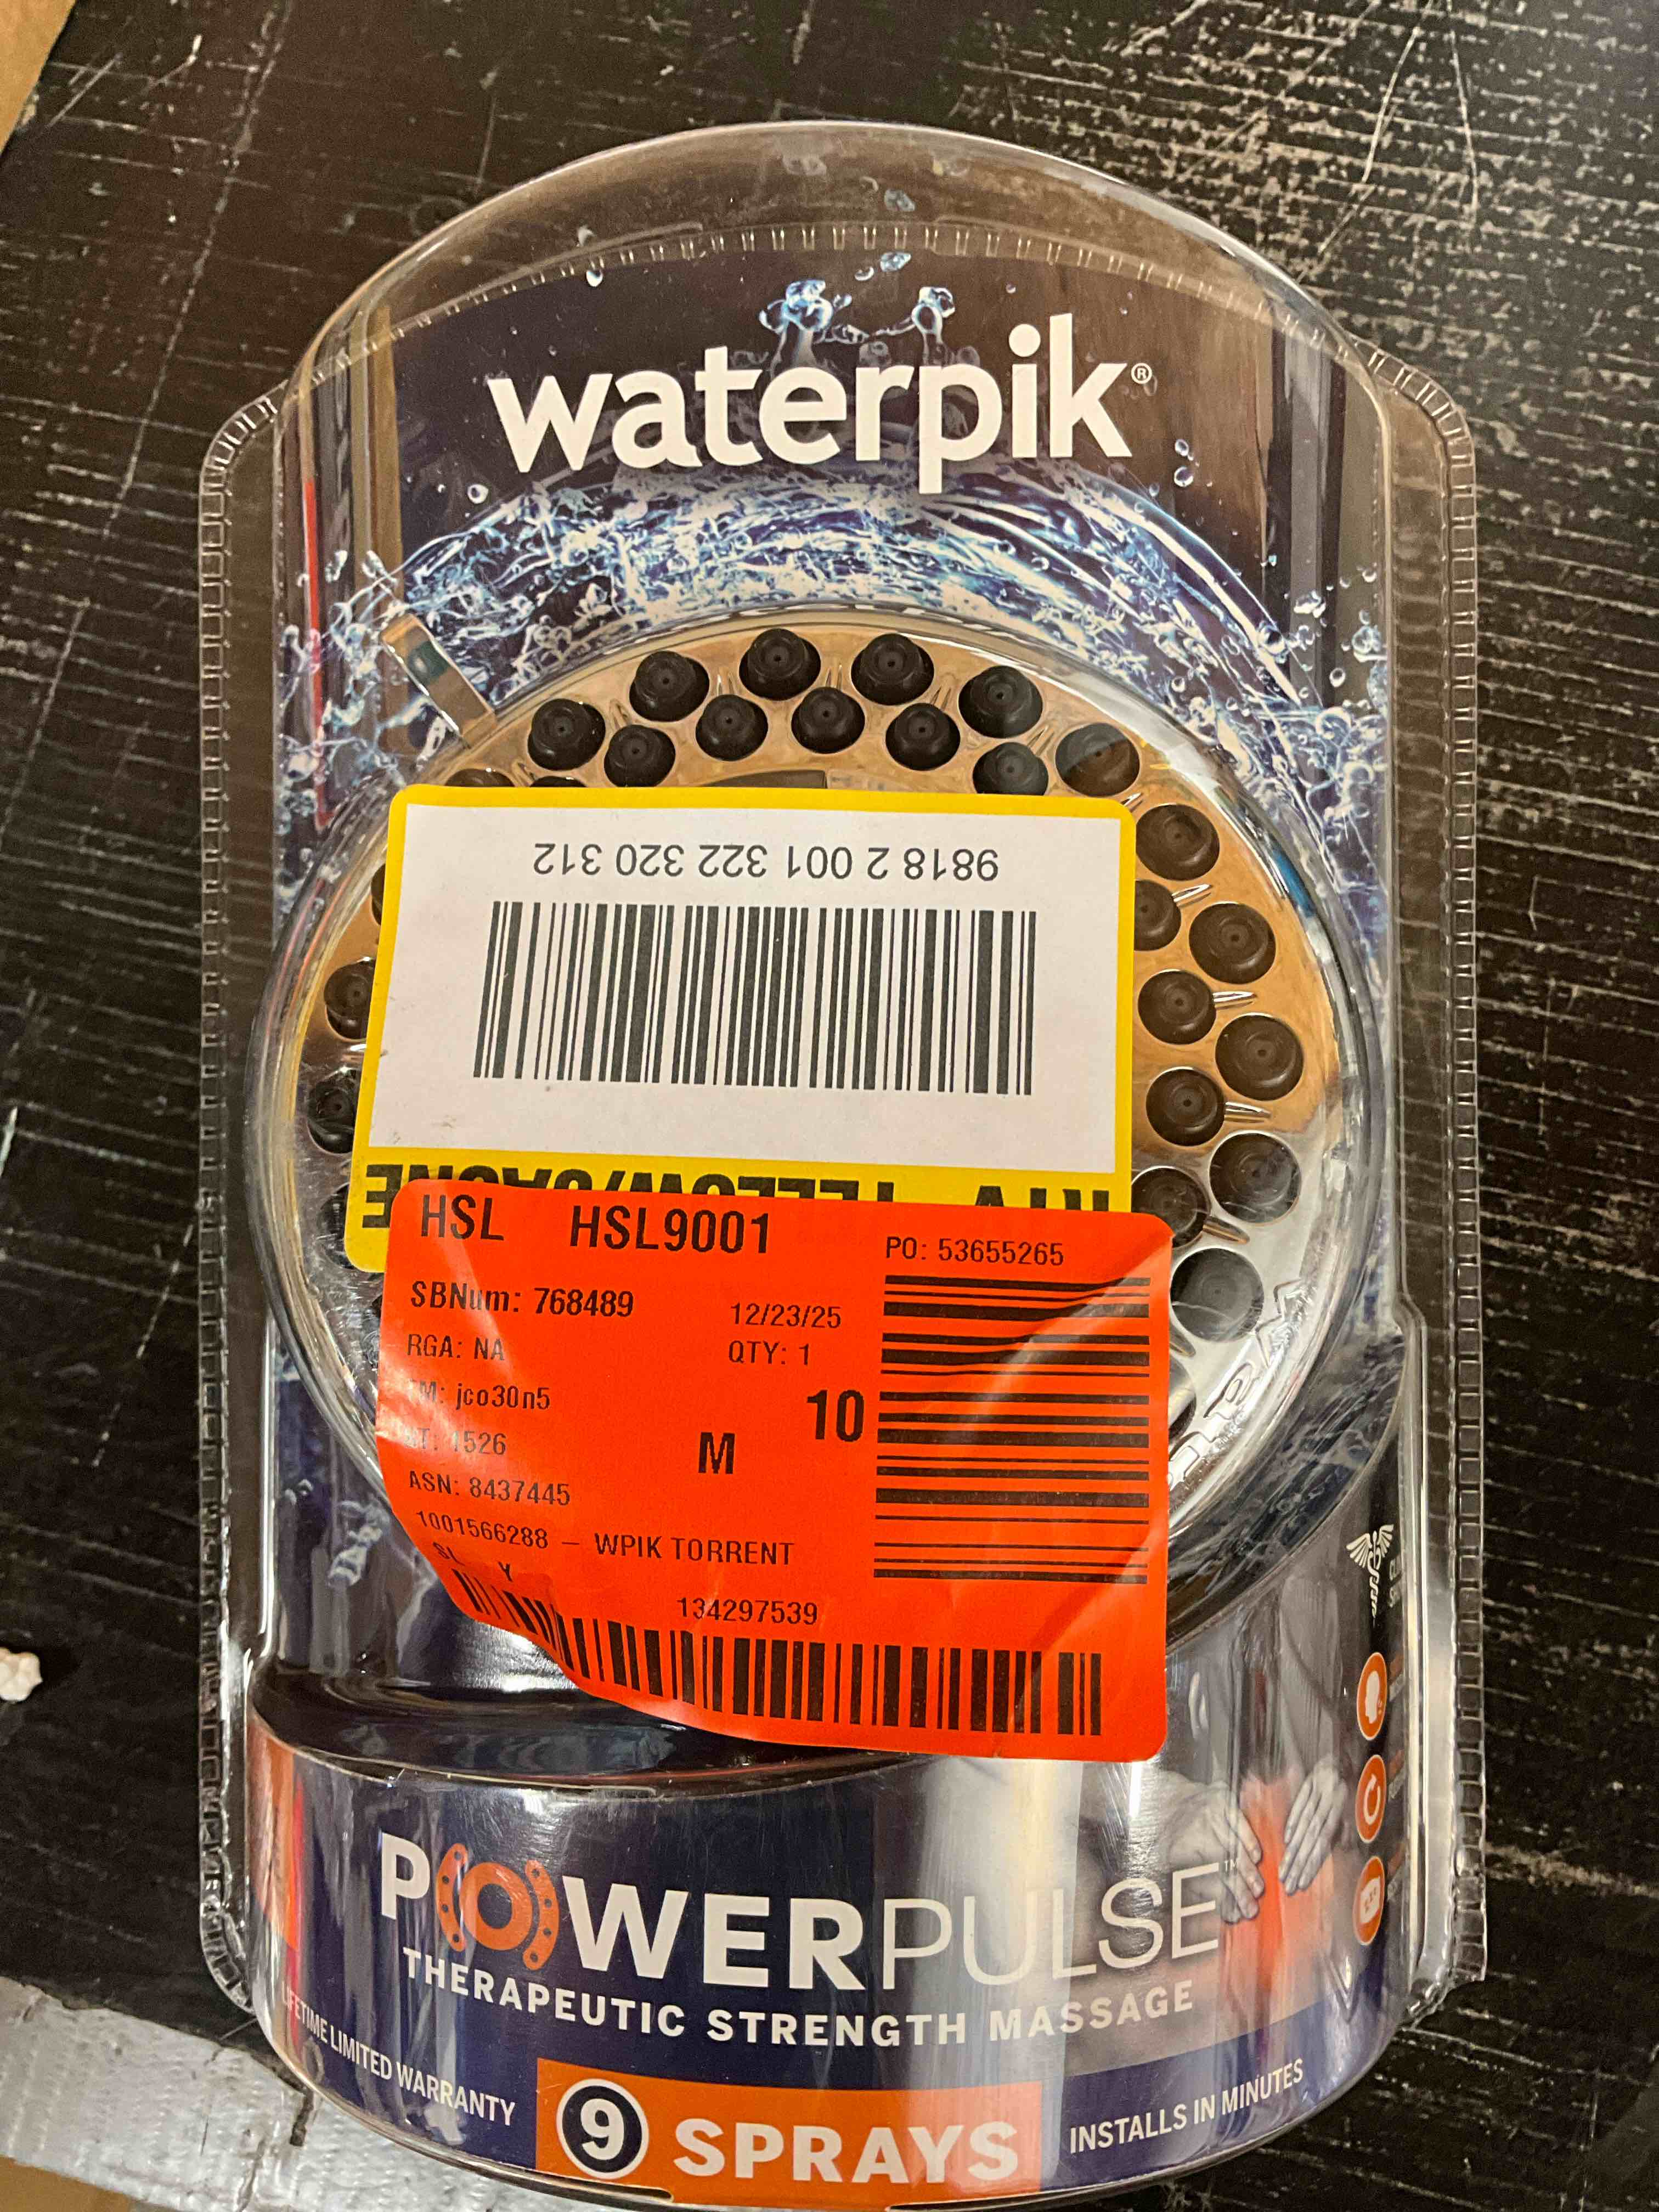 waterpik®
9818 2 001 322 320 312
HSL HSL9001
PO: 53655265
SBNum: 768489
12/23/25
RGA: NA
QTY: 1
M: jco30n5
10
1526
M
ASN: 8437445
1001566288 – WPIK TORRENT
Y
134297539
POWERPULSE™
THERAPEUTIC STRENGTH MASSAGE
LIFETIME LIMITED WARRANTY
9 SPRAYS
INSTALLS IN MINUTES